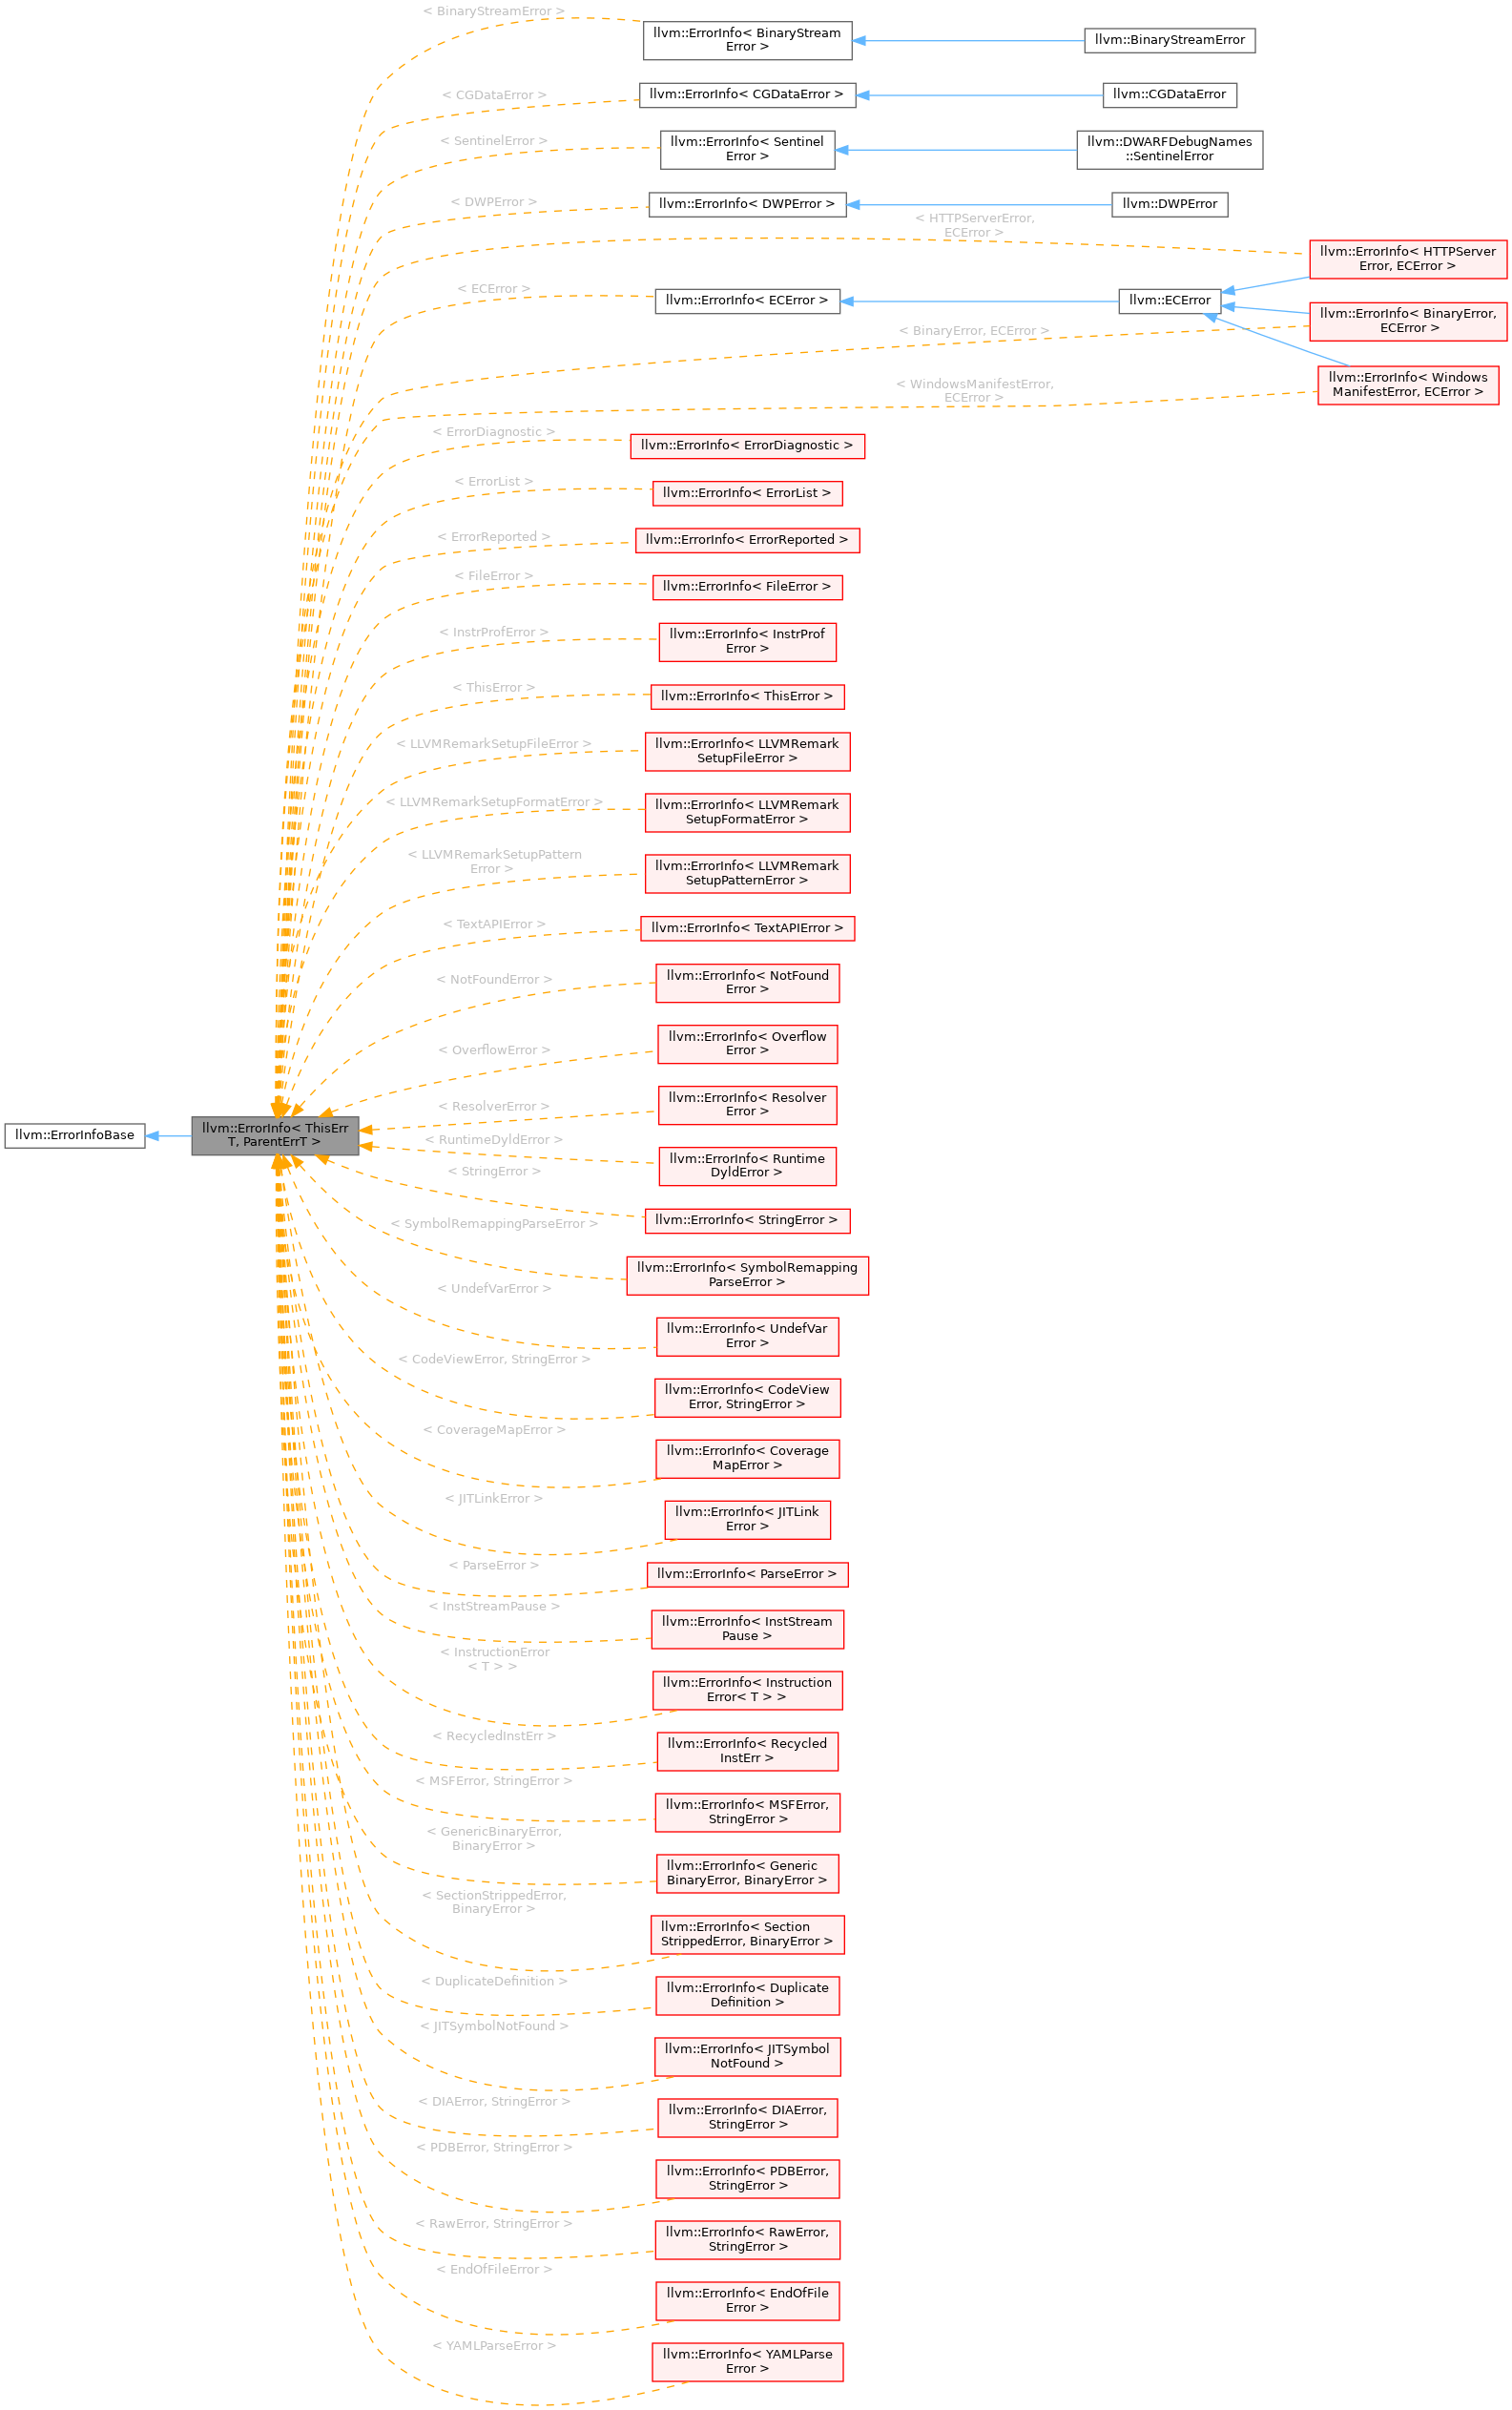 < BinaryStreamError >
llvm::ErrorInfo< BinaryStream
Error >
llvm::BinaryStreamError
< CGDataError >
llvm::ErrorInfo< CGDataError >
llvm::CGDataError
< SentinelError >
llvm::ErrorInfo< Sentinel
Error >
llvm::DWARFDebugNames
::SentinelError
< DWPError >
llvm::ErrorInfo< DWPError >
llvm::DWPError
< HTTPServerError,
ECError >
llvm::ErrorInfo< HTTPServer
Error, ECError >
< ECError >
llvm::ErrorInfo< ECError >
llvm::ECError
llvm::ErrorInfo< BinaryError,
ECError >
< BinaryError, ECError >
< WindowsManifestError,
ECError >
llvm::ErrorInfo< Windows
ManifestError, ECError >
< ErrorDiagnostic >
llvm::ErrorInfo< ErrorDiagnostic >
< ErrorList >
llvm::ErrorInfo< ErrorList >
< ErrorReported >
llvm::ErrorInfo< ErrorReported >
< FileError >
llvm::ErrorInfo< FileError >
< InstrProfError >
llvm::ErrorInfo< InstrProf
Error >
< ThisError >
llvm::ErrorInfo< ThisError >
< LLVMRemarkSetupFileError >
llvm::ErrorInfo< LLVMRemark
SetupFileError >
< LLVMRemarkSetupFormatError >
llvm::ErrorInfo< LLVMRemark
SetupFormatError >
< LLVMRemarkSetupPattern
Error >
llvm::ErrorInfo< LLVMRemark
SetupPatternError >
< TextAPIError >
llvm::ErrorInfo< TextAPIError >
< NotFoundError >
llvm::ErrorInfo< NotFound
Error >
< OverflowError >
llvm::ErrorInfo< Overflow
Error >
< ResolverError >
llvm::ErrorInfo< Resolver
Error >
llvm::ErrorInfoBase
llvm::ErrorInfo< ThisErr
T, ParentErrT >
< RuntimeDyldError >
llvm::ErrorInfo< Runtime
DyldError >
< StringError >
llvm::ErrorInfo< StringError >
< SymbolRemappingParseError >
llvm::ErrorInfo< SymbolRemapping
ParseError >
< UndefVarError >
llvm::ErrorInfo< UndefVar
Error >
< CodeViewError, StringError >
llvm::ErrorInfo< CodeView
Error, StringError >
< CoverageMapError >
llvm::ErrorInfo< Coverage
MapError >
< JITLinkError >
llvm::ErrorInfo< JITLink
Error >
< ParseError >
llvm::ErrorInfo< ParseError >
< InstStreamPause >
llvm::ErrorInfo< InstStream
Pause >
< InstructionError
< T > >
llvm::ErrorInfo< Instruction
Error< T > >
< RecycledInstErr >
llvm::ErrorInfo< Recycled
InstErr >
< MSFError, StringError >
llvm::ErrorInfo< MSFError,
StringError >
< GenericBinaryError,
BinaryError >
llvm::ErrorInfo< Generic
BinaryError, BinaryError >
< SectionStrippedError,
BinaryError >
llvm::ErrorInfo< Section
StrippedError, BinaryError >
< DuplicateDefinition >
llvm::ErrorInfo< Duplicate
Definition >
< JITSymbolNotFound >
llvm::ErrorInfo< JITSymbol
NotFound >
< DIAError, StringError >
llvm::ErrorInfo< DIAError,
StringError >
< PDBError, StringError >
llvm::ErrorInfo< PDBError,
StringError >
< RawError, StringError >
llvm::ErrorInfo< RawError,
StringError >
< EndOfFileError >
llvm::ErrorInfo< EndOfFile
Error >
< YAMLParseError >
llvm::ErrorInfo< YAMLParse
Error >